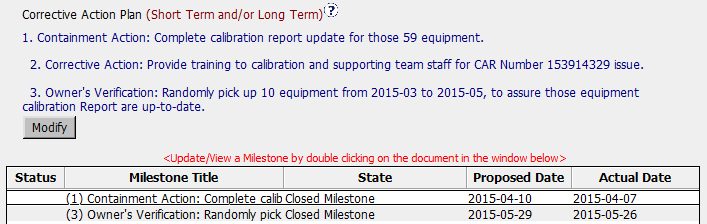 Corrective Action Plan (Short Term and/or Long Term)?
1. Containment Action: Complete calibration report update for those 59 equipment.
2. Corrective Action: Provide training to calibration and supporting team staff for CAR Number 153914329 issue.
3. Owner's Verification: Randomly pick up 10 equipment from 2015-03 to 2015-05, to assure those equipment
calibration Report are up-to-date.
Modify
<Update/View a Milestone by double clicking on the document in the window below>
Status Milestone Title State Proposed Date Actual Date
(1) Containment Action: Complete calib Closed Milestone 2015-04-10 2015-04-07
(3) Owner's Verification: Randomly pick Closed Milestone 2015-05-29 2015-05-26